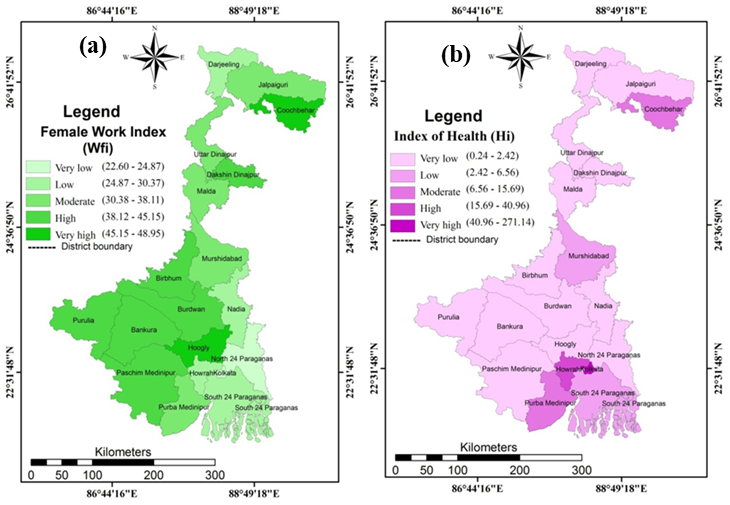 86°44'16"E 88°49'18"E
(a)
N
W E
S
26°41'52"N
24°36'50"N
22°31'48"N
Legend
Female Work Index
(Wfi)
Very low (22.60 - 24.87)
Low (24.87 - 30.37)
Moderate (30.38 - 38.11)
High (38.12 - 45.15)
Very high (45.15 - 48.95)
District boundary
Darjeeling
Jalpaiguri
Coochbehar
Uttar Dinajpur
Dakshin Dinajpur
Malda
Murshidabad
Birbhum
Nadia
Burdwan
Purulia
Bankura
Hoogly
North 24 Paraganas
Paschim Medinipur
HowrahKolkata
South 24 Paraganas
Purba Medinipur
South 24 Paraganas
Kilometers
0 50 100 200 300
86°44'16"E 88°49'18"E
86°44'16"E 88°49'18"E
(b)
N
W E
S
26°41'52"N
24°36'50"N
22°31'48"N
Legend
Index of Health (Hi)
Very low (0.24 - 2.42)
Low (2.42 - 6.56)
Moderate (6.56 - 15.69)
High (15.69 - 40.96)
Very high (40.96 - 271.14)
District boundary
Darjeeling
Jalpaiguri
Coochbehar
Uttar Dinajpur
Dakshin Dinajpur
Malda
Murshidabad
Birbhum
Burdwan
Nadia
Purulia
Bankura
Hoogly
North 24 Paraganas
Paschim Medinipur
HowrahKolkata
South 24 Paraganas
Purba Medinipur
South 24 Paraganas
Kilometers
0 50 100 200 300
86°44'16"E 88°49'18"E